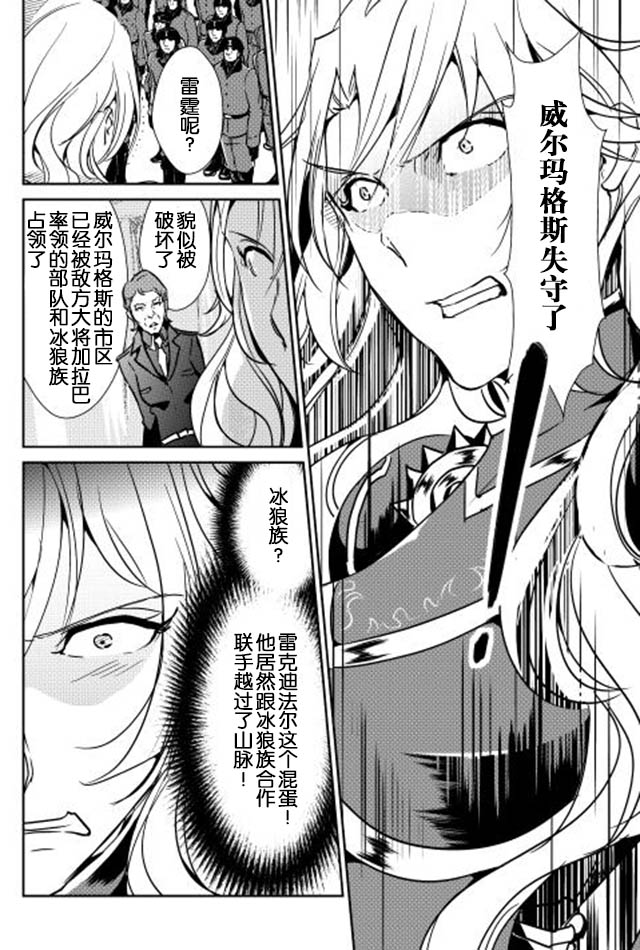 威尔玛格斯失守了！
雷霆呢？
貌似被
破坏了
威尔玛格斯的市区
已经被敌方大将加拉巴
率领的部队和冰狼族
占领了
冰狼族？
雷克迪法尔这个混蛋！
他居然跟冰狼族合作
联手越过了山脉！